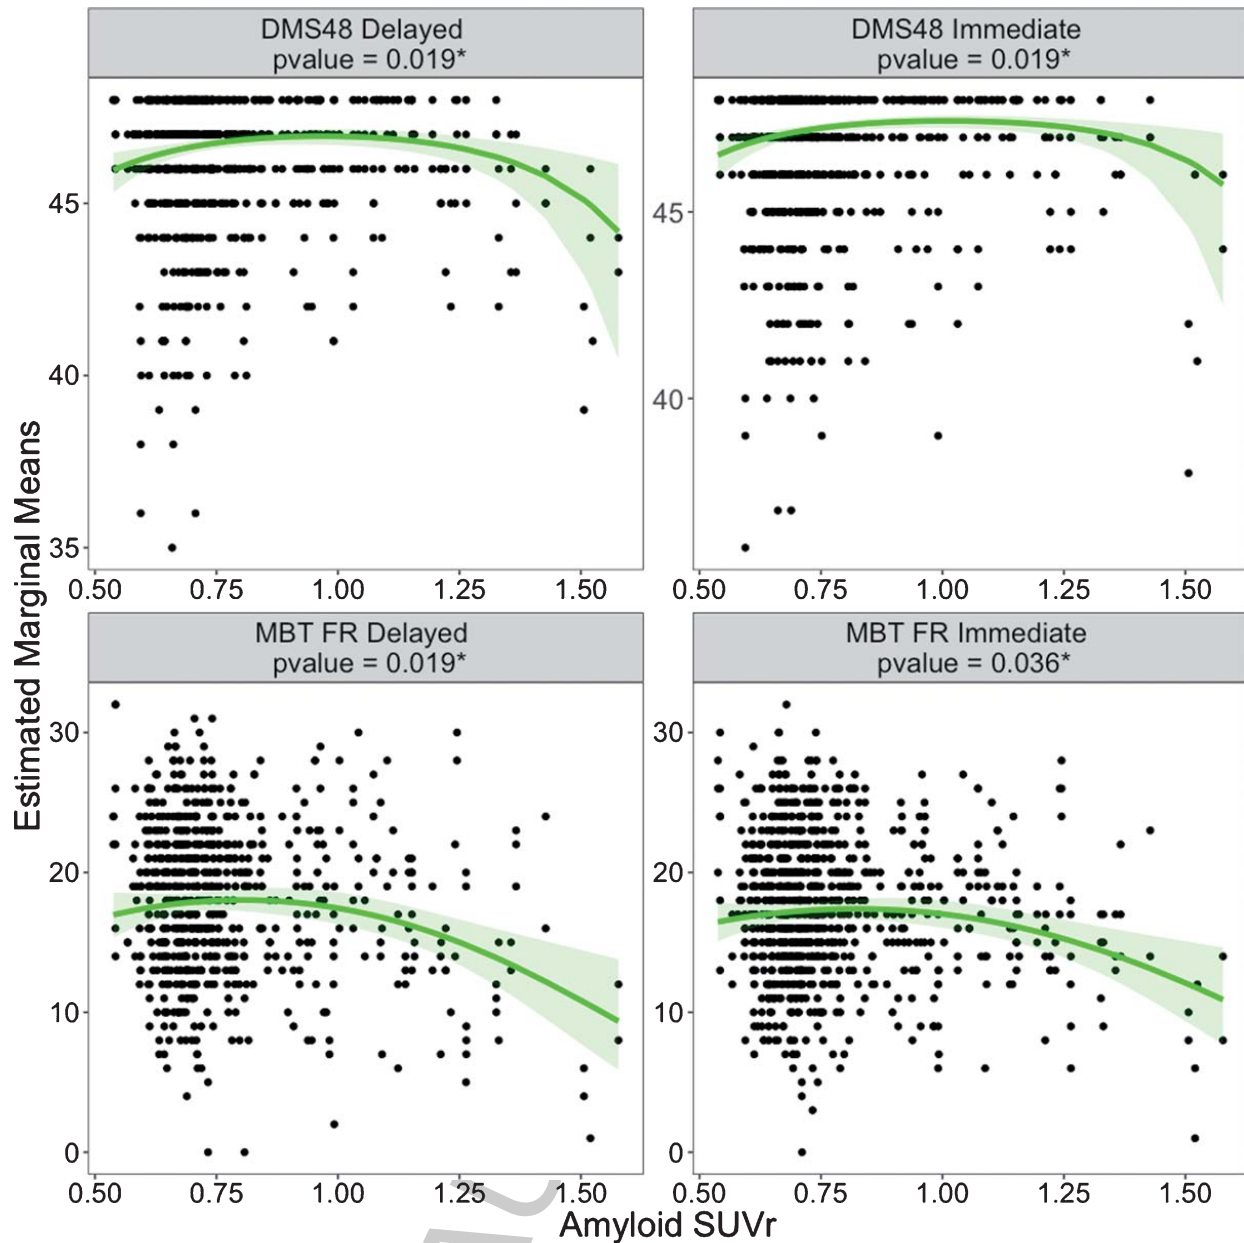 DMS48 Delayed
pvalue = 0.019*
DMS48 Immediate
pvalue = 0.019*
45
40
35
0.50 0.75 1.00 1.25 1.50
45
40
0.50 0.75 1.00 1.25 1.50
MBT FR Delayed
pvalue = 0.019*
MBT FR Immediate
pvalue = 0.036*
30
20
10
0
0.50 0.75 1.00 1.25 1.50
30
20
10
0
0.50 0.75 1.00 1.25 1.50
Estimated Marginal Means
Amyloid SUVr